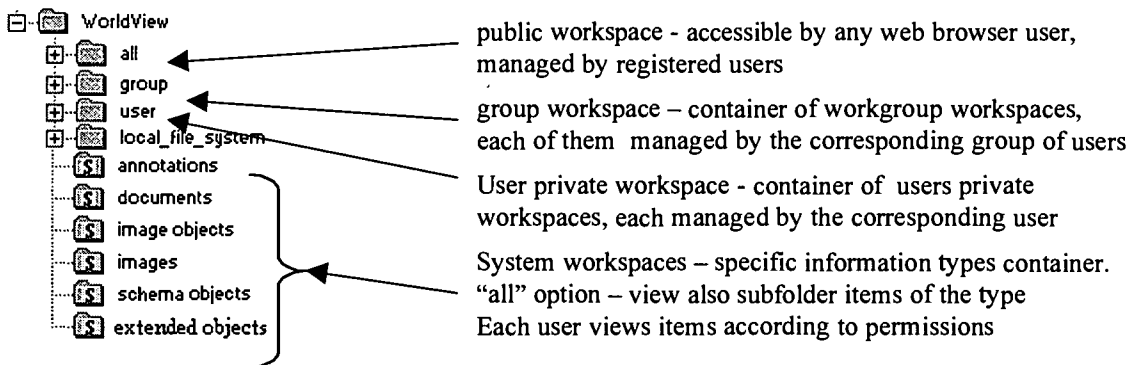 WorldView
all
group
user
local_file_system
annotations
documents
image objects
images
schema objects
extended objects
public workspace - accessible by any web browser user,
managed by registered users
group workspace – container of workgroup workspaces,
each of them managed by the corresponding group of users
User private workspace - container of users private
workspaces, each managed by the corresponding user
System workspaces – specific information types container.
“all” option – view also subfolder items of the type
Each user views items according to permissions